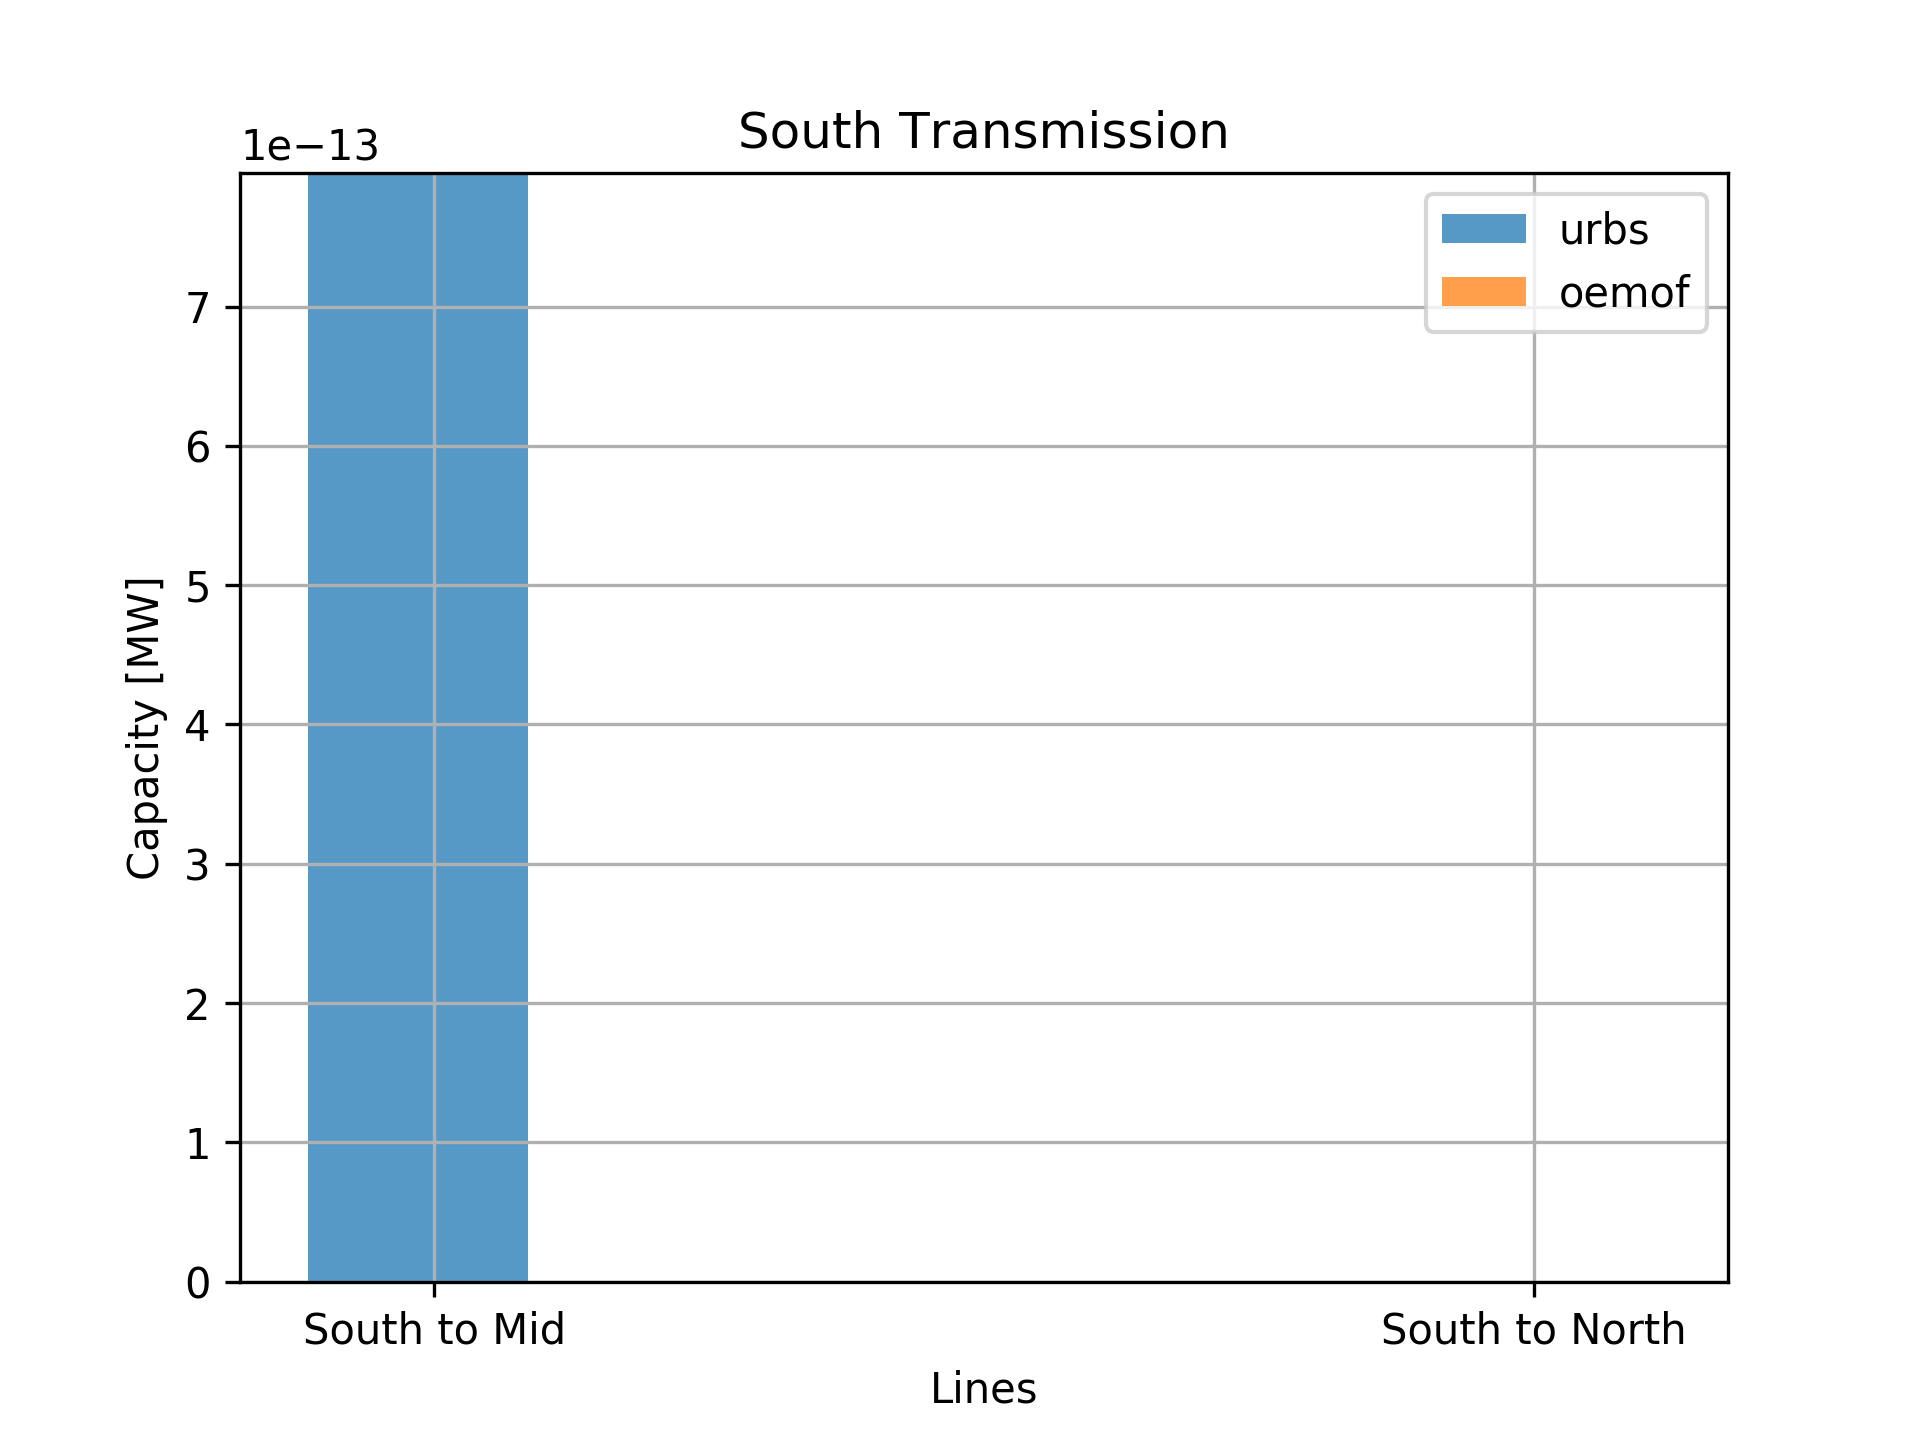 South Transmission
1e−13
urbs
oemof
7
6
5
4
3
2
1
0
Capacity [MW]
South to Mid
South to North
Lines